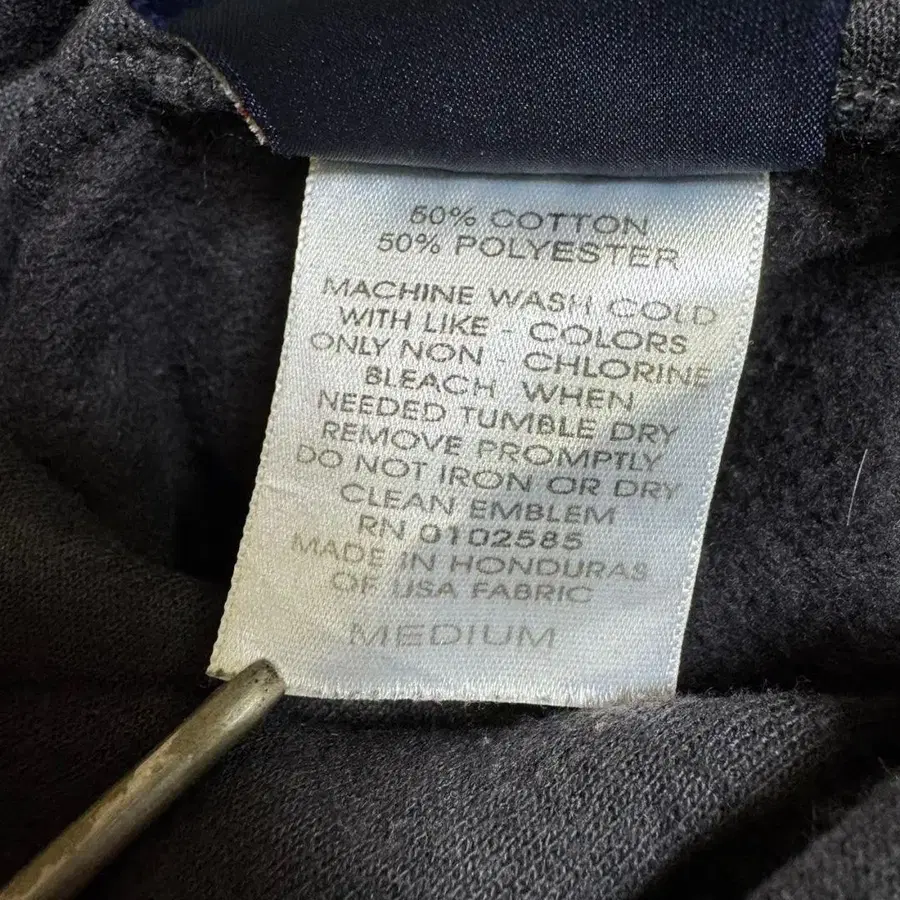 50% COTTON
50% POLYESTER
MACHINE WASH COLD
WITH LIKE - COLORS
ONLY NON - CHLORINE
BLEACH WHEN
NEEDED TUMBLE DRY
REMOVE PROMPTLY
DO NOT IRON OR DRY
CLEAN EMBLEM
RN 0102585
MADE IN HONDURAS
OF USA FABRIC
MEDIUM